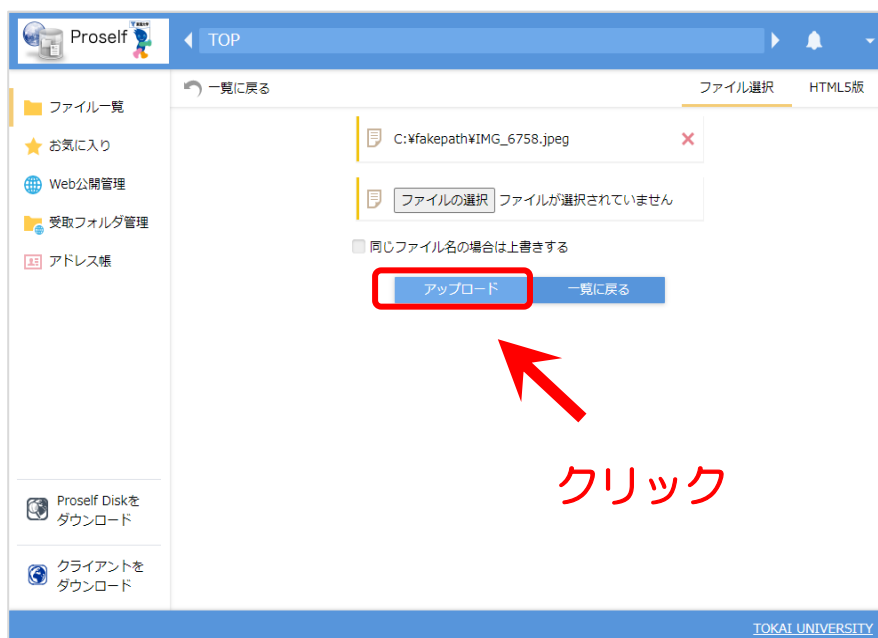 Proself
TOP
一覧に戻る
ファイル選択
HTML5版
ファイル一覧
お気に入り
Web公開管理
受取フォルダ管理
アドレス帳
C:¥fakepath¥IMG_6758.jpeg
ファイルの選択 ファイルが選択されていません
同じファイル名の場合は上書きする
アップロード
一覧に戻る
クリック
Proself Diskを
ダウンロード
クライアントを
ダウンロード
TOKAI UNIVERSITY